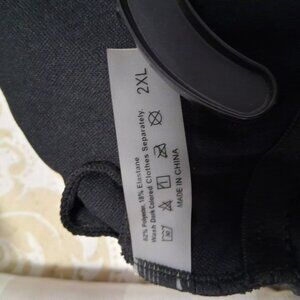 2XL
82% Polyester, 18% Elastane
Wash Dark Colored Clothes Separately.
MADE IN CHINA